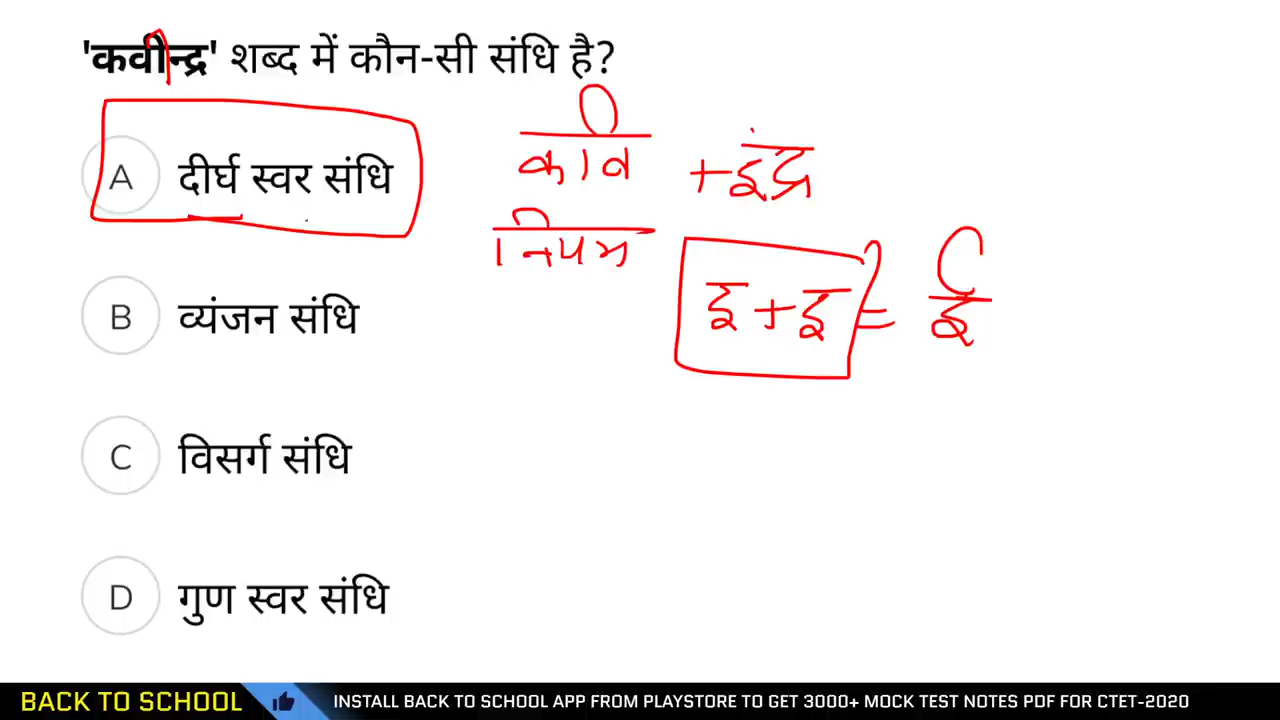 'कवीन्द्र' शब्द में कौन-सी संधि है?
कवि + इंद्र
A दीर्घ स्वर संधि
नियम
इ + इ = ई
B व्यंजन संधि
C विसर्ग संधि
D गुण स्वर संधि
BACK TO SCHOOL INSTALL BACK TO SCHOOL APP FROM PLAYSTORE TO GET 3000+ MOCK TEST NOTES PDF FOR CTET-2020